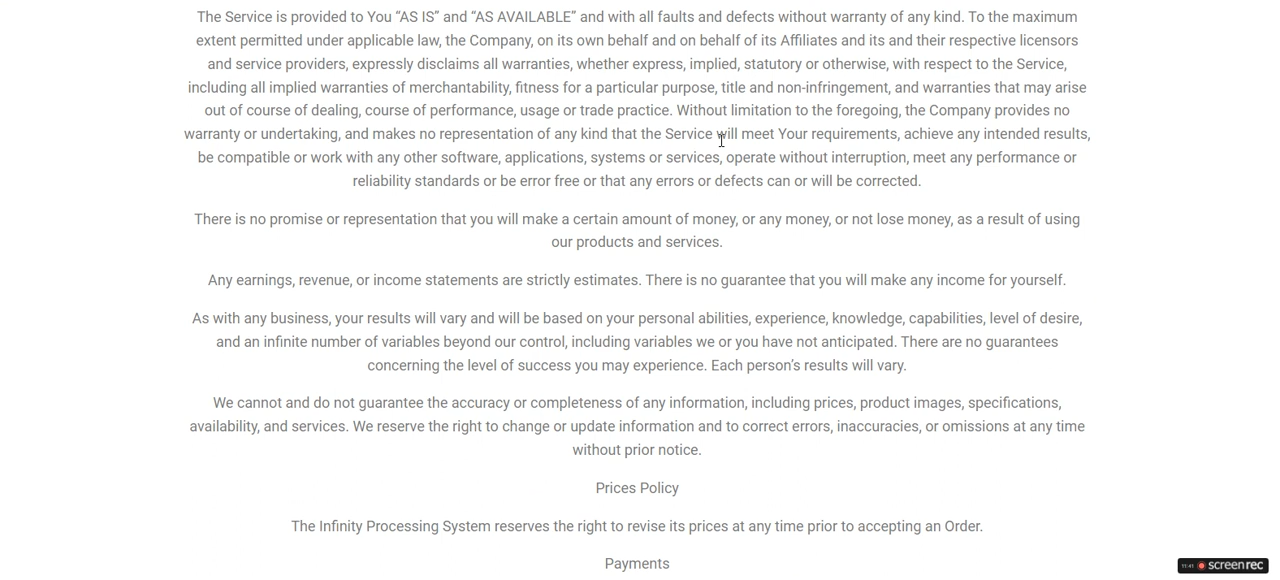 The Service is provided to You “AS IS” and “AS AVAILABLE” and with all faults and defects without warranty of any kind. To the maximum
extent permitted under applicable law, the Company, on its own behalf and on behalf of its Affiliates and its and their respective licensors
and service providers, expressly disclaims all warranties, whether express, implied, statutory or otherwise, with respect to the Service,
including all implied warranties of merchantability, fitness for a particular purpose, title and non-infringement, and warranties that may arise
out of course of dealing, course of performance, usage or trade practice. Without limitation to the foregoing, the Company provides no
warranty or undertaking, and makes no representation of any kind that the Service will meet Your requirements, achieve any intended results,
be compatible or work with any other software, applications, systems or services, operate without interruption, meet any performance or
reliability standards or be error free or that any errors or defects can or will be corrected.
There is no promise or representation that you will make a certain amount of money, or any money, or not lose money, as a result of using
our products and services.
Any earnings, revenue, or income statements are strictly estimates. There is no guarantee that you will make any income for yourself.
As with any business, your results will vary and will be based on your personal abilities, experience, knowledge, capabilities, level of desire,
and an infinite number of variables beyond our control, including variables we or you have not anticipated. There are no guarantees
concerning the level of success you may experience. Each person’s results will vary.
We cannot and do not guarantee the accuracy or completeness of any information, including prices, product images, specifications,
availability, and services. We reserve the right to change or update information and to correct errors, inaccuracies, or omissions at any time
without prior notice.
Prices Policy
The Infinity Processing System reserves the right to revise its prices at any time prior to accepting an Order.
Payments
11:41 screenrec